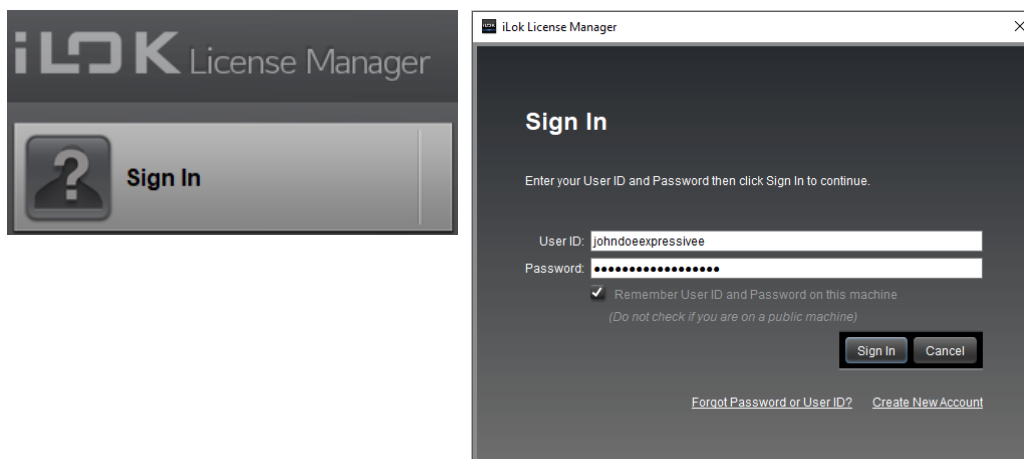 iLOK License Manager
Sign In
iLok License Manager
Sign In
Enter your User ID and Password then click Sign In to continue.
User ID: johndoeexpressivee
Password: ••••••••••••••••••
Remember User ID and Password on this machine
(Do not check if you are on a public machine)
Sign In Cancel
Forgot Password or User ID? Create New Account